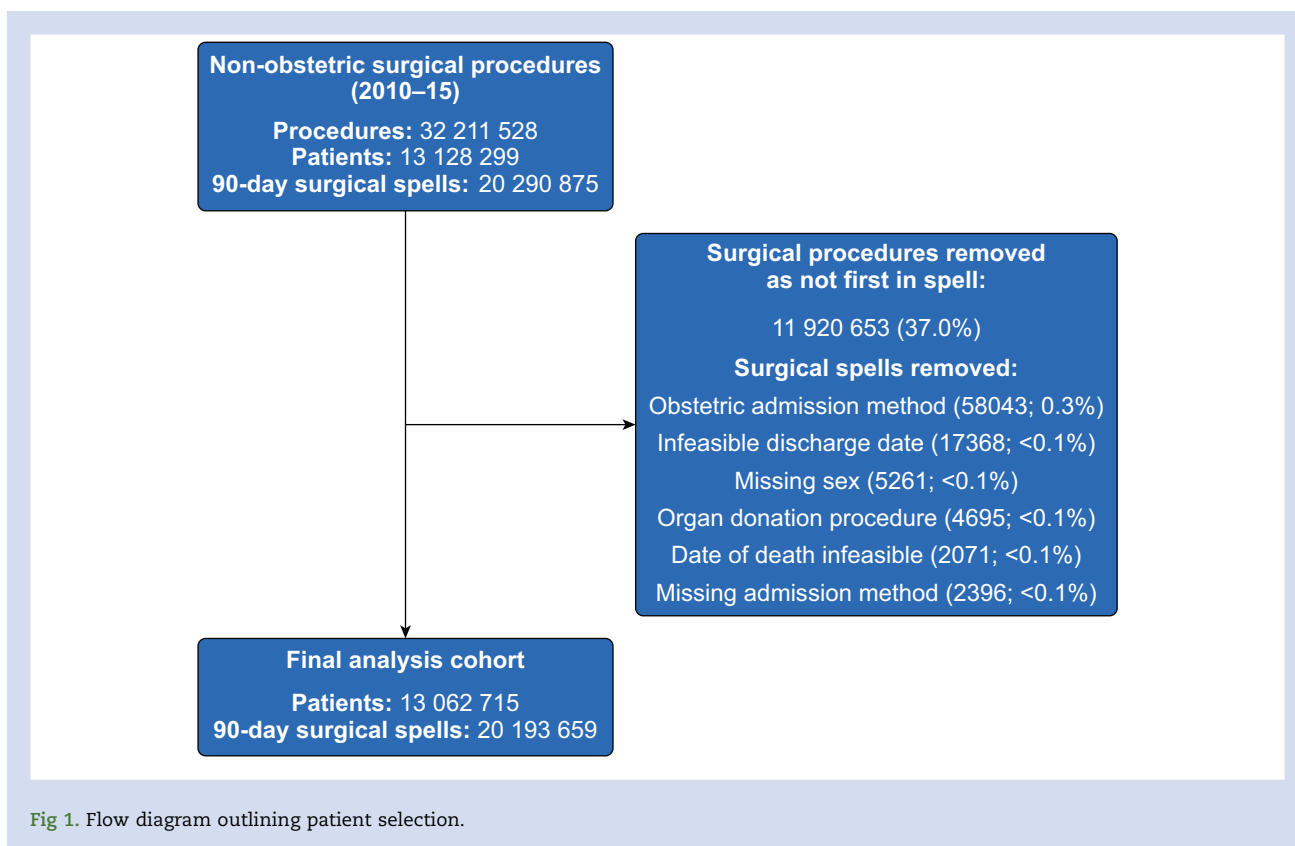 Non-obstetric surgical procedures
(2010–15)
Procedures: 32 211 528
Patients: 13 128 299
90-day surgical spells: 20 290 875
Surgical procedures removed
as not first in spell:
11 920 653 (37.0%)
Surgical spells removed:
Obstetric admission method (58043; 0.3%)
Infeasible discharge date (17368; <0.1%)
Missing sex (5261; <0.1%)
Organ donation procedure (4695; <0.1%)
Date of death infeasible (2071; <0.1%)
Missing admission method (2396; <0.1%)
Final analysis cohort
Patients: 13 062 715
90-day surgical spells: 20 193 659
Fig 1. Flow diagram outlining patient selection.